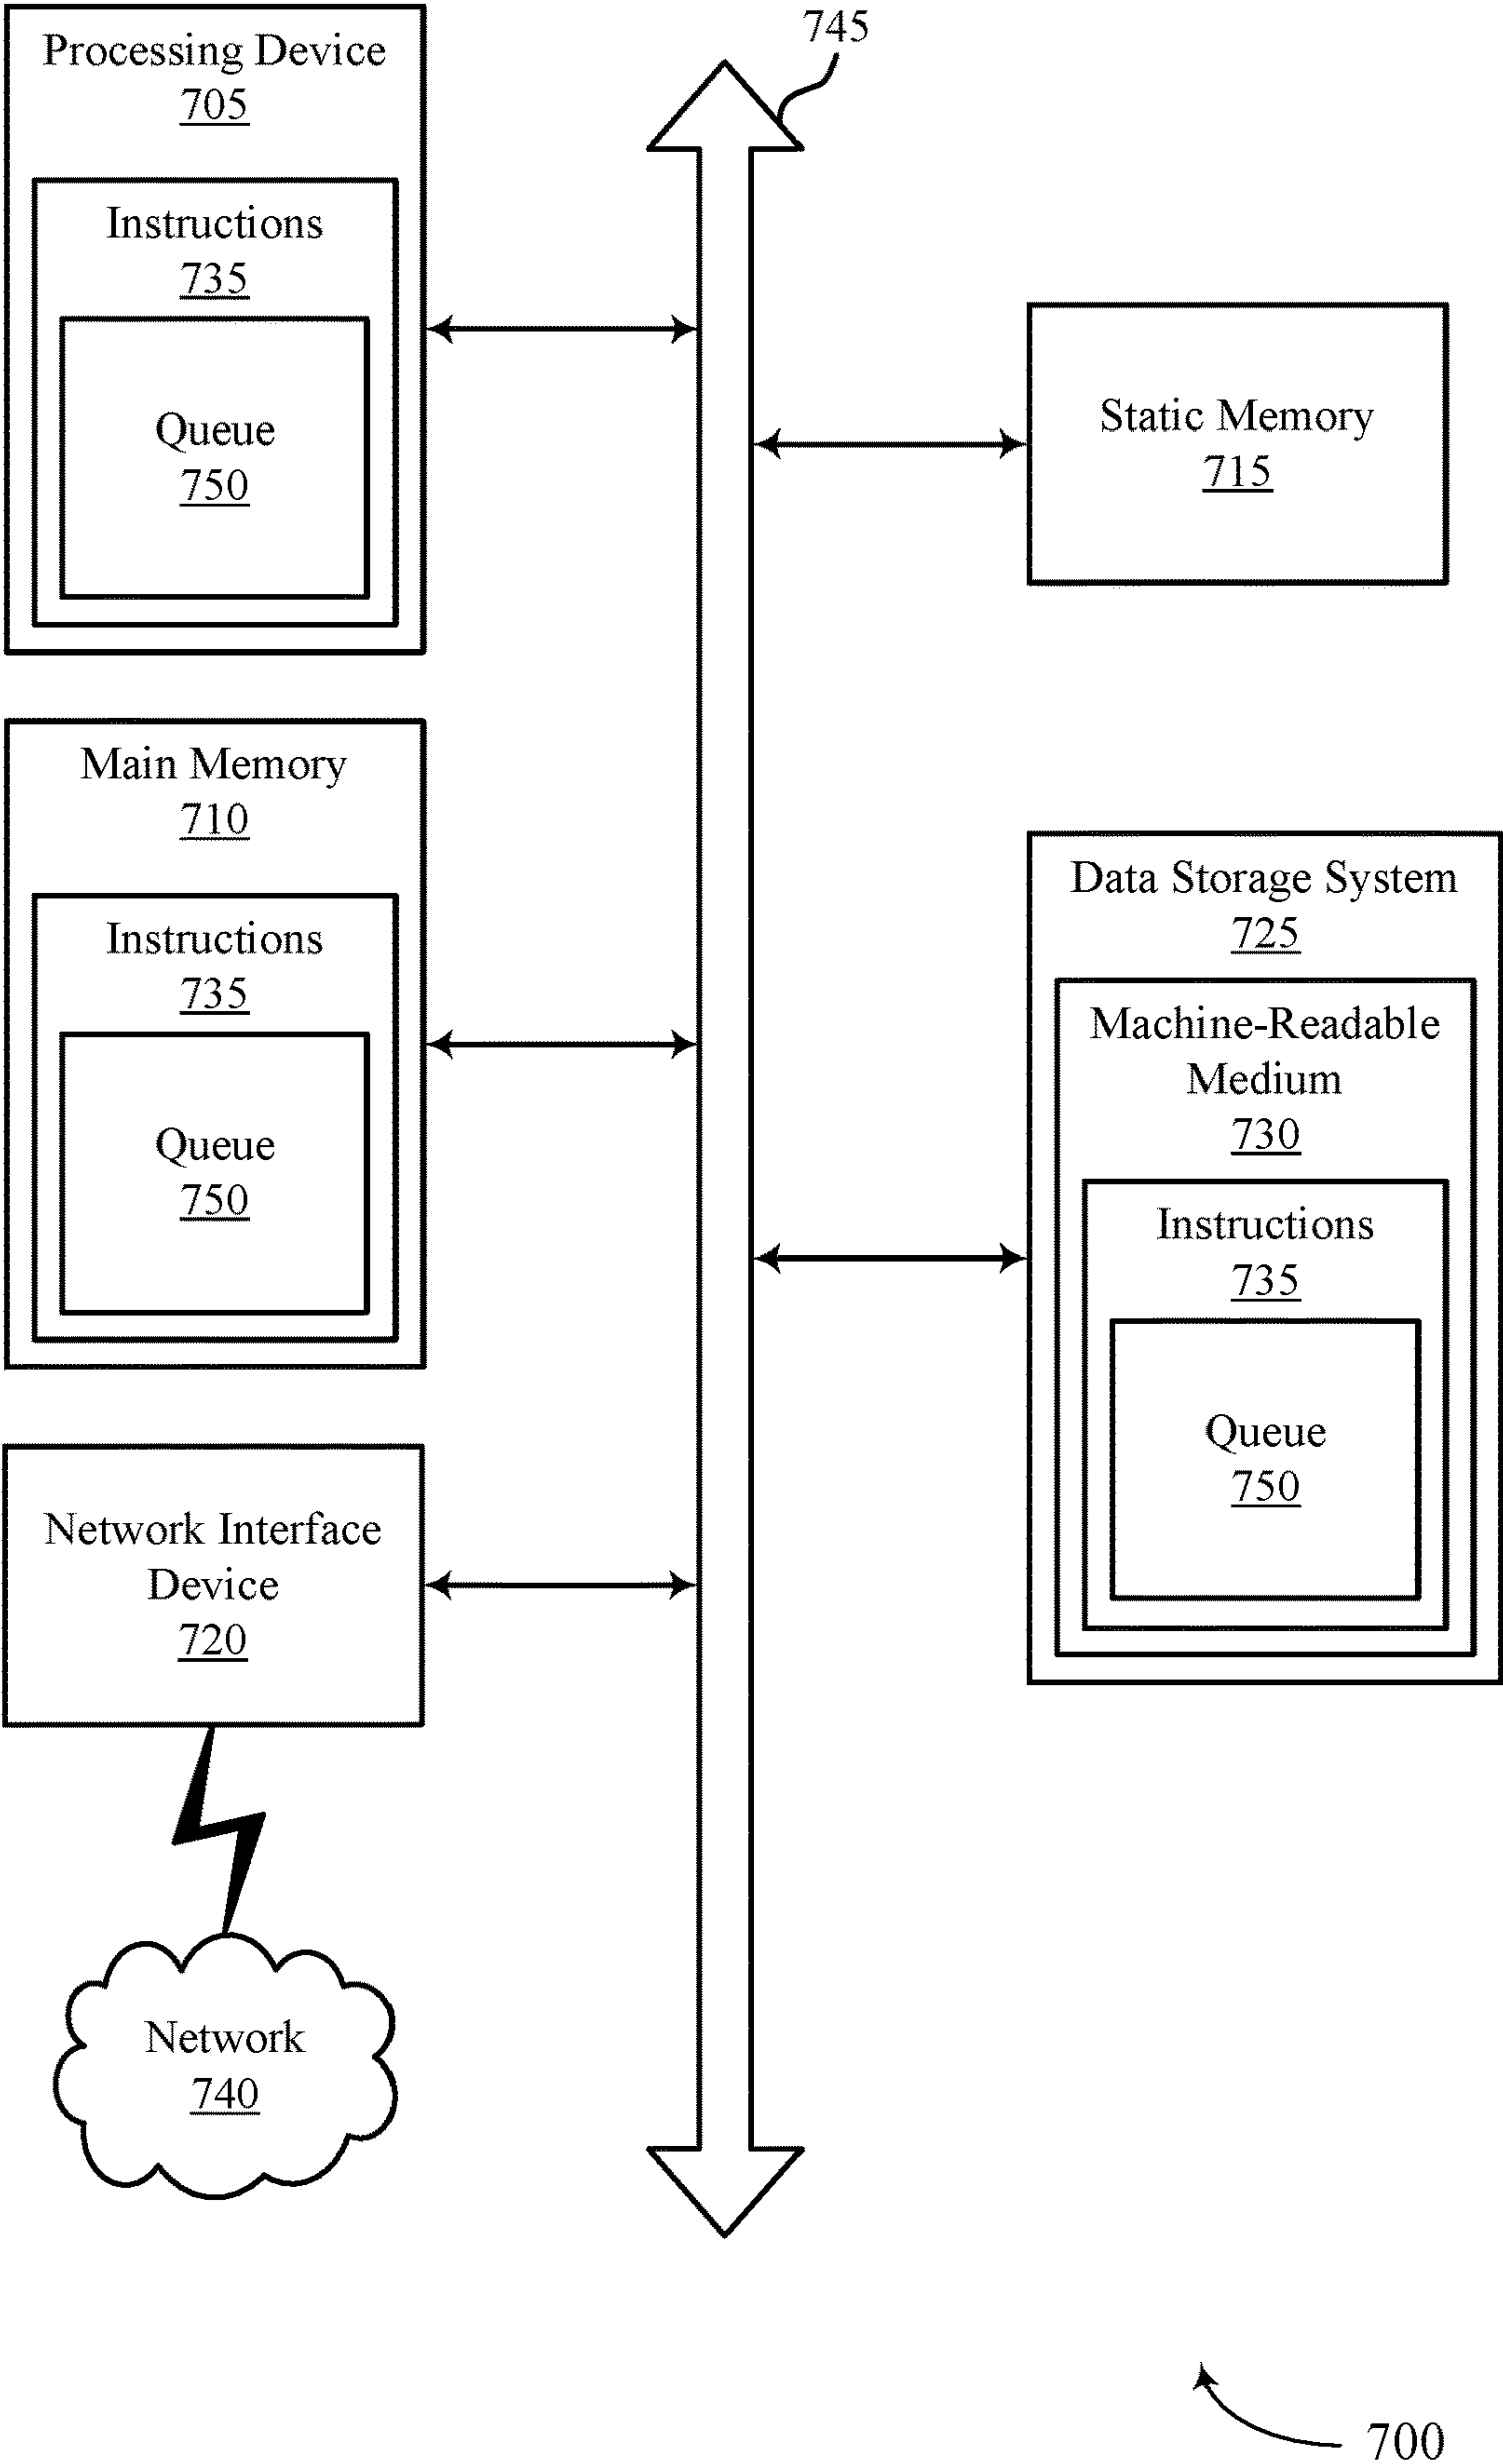 745
Processing Device
705
Instructions
735
Queue
750
Static Memory
715
Main Memory
710
Instructions
735
Queue
750
Data Storage System
725
Machine-Readable
Medium
730
Instructions
735
Queue
750
Network Interface
Device
720
Network
740
700